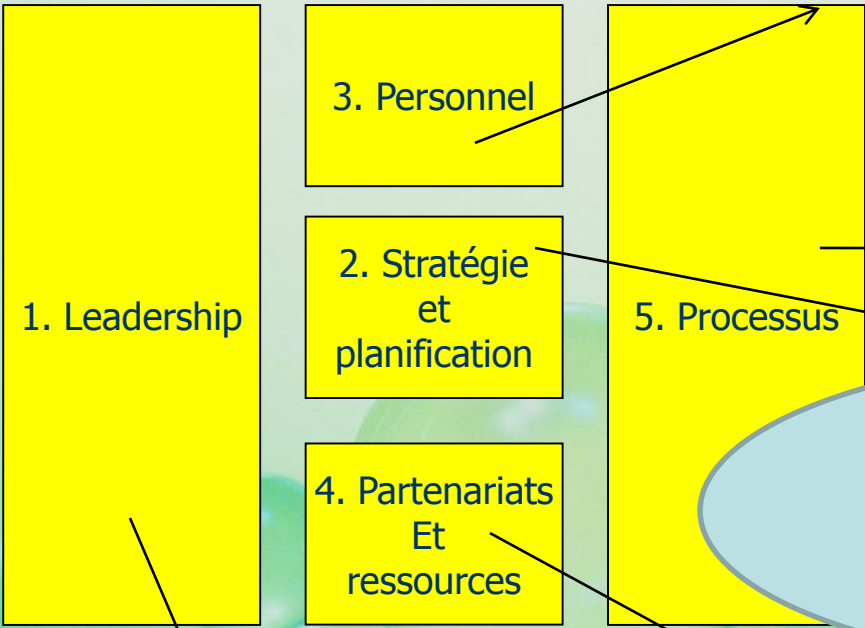 1. Leadership
3. Personnel
2. Stratégie
et
planification
4. Partenariats
Et
ressources
5. Processus